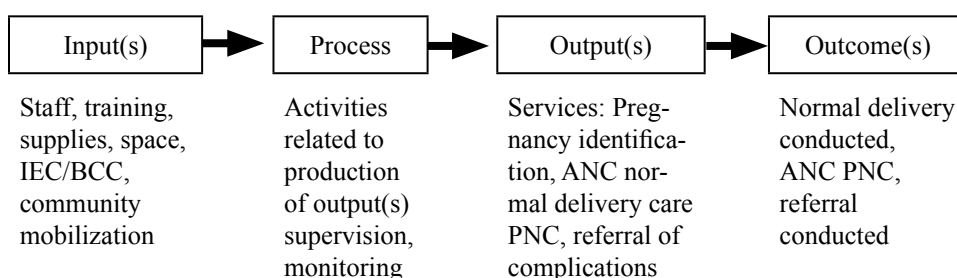 Input(s)
Process
Output(s)
Outcome(s)
Staff, training,
supplies, space,
IEC/BCC,
community
mobilization
Activities
related to
production
of output(s)
supervision,
monitoring
Services: Preg-
nancy identifica-
tion, ANC nor-
mal delivery care
PNC, referral of
complications
Normal delivery
conducted,
ANC PNC,
referral
conducted